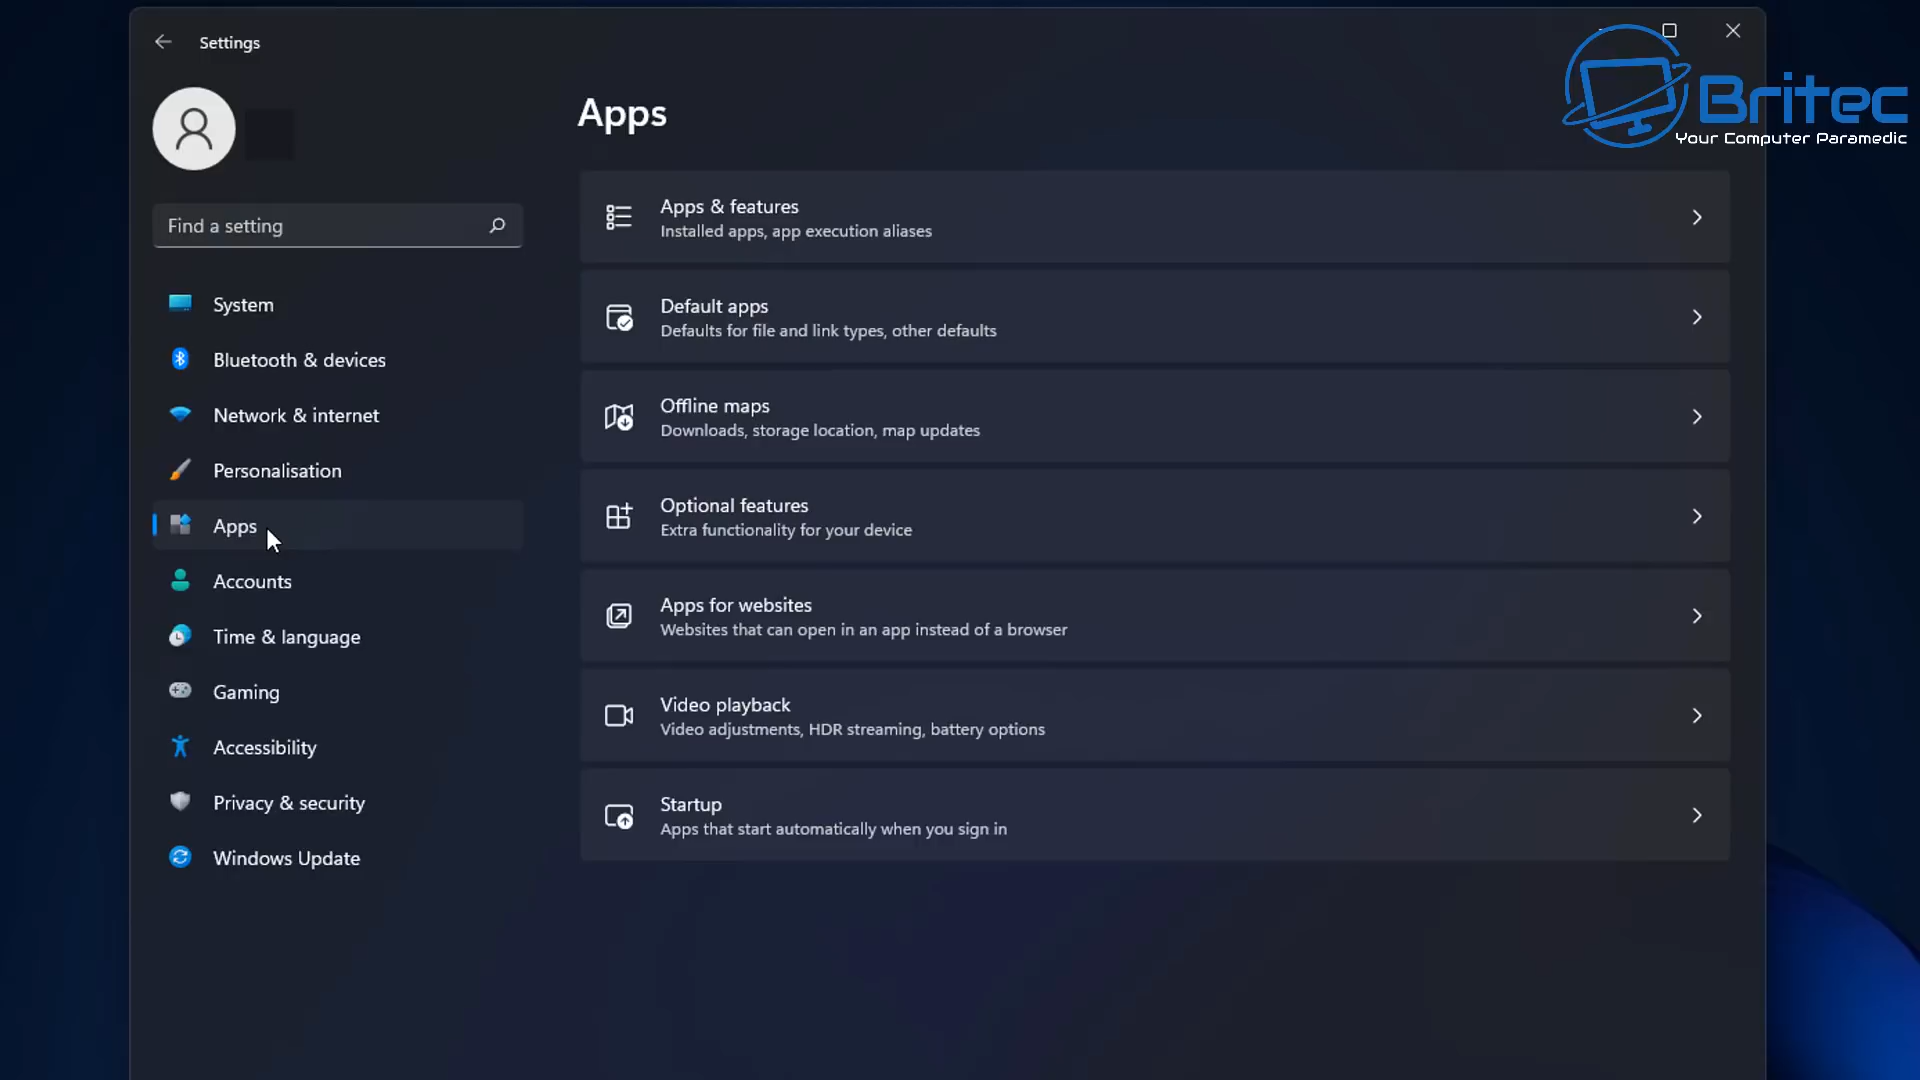 Settings
Britec
Your Computer Paramedic
Apps
Find a setting
System
Bluetooth & devices
Network & internet
Personalisation
Apps
Accounts
Time & language
Gaming
Accessibility
Privacy & security
Windows Update
Apps & features
Installed apps, app execution aliases
Default apps
Defaults for file and link types, other defaults
Offline maps
Downloads, storage location, map updates
Optional features
Extra functionality for your device
Apps for websites
Websites that can open in an app instead of a browser
Video playback
Video adjustments, HDR streaming, battery options
Startup
Apps that start automatically when you sign in